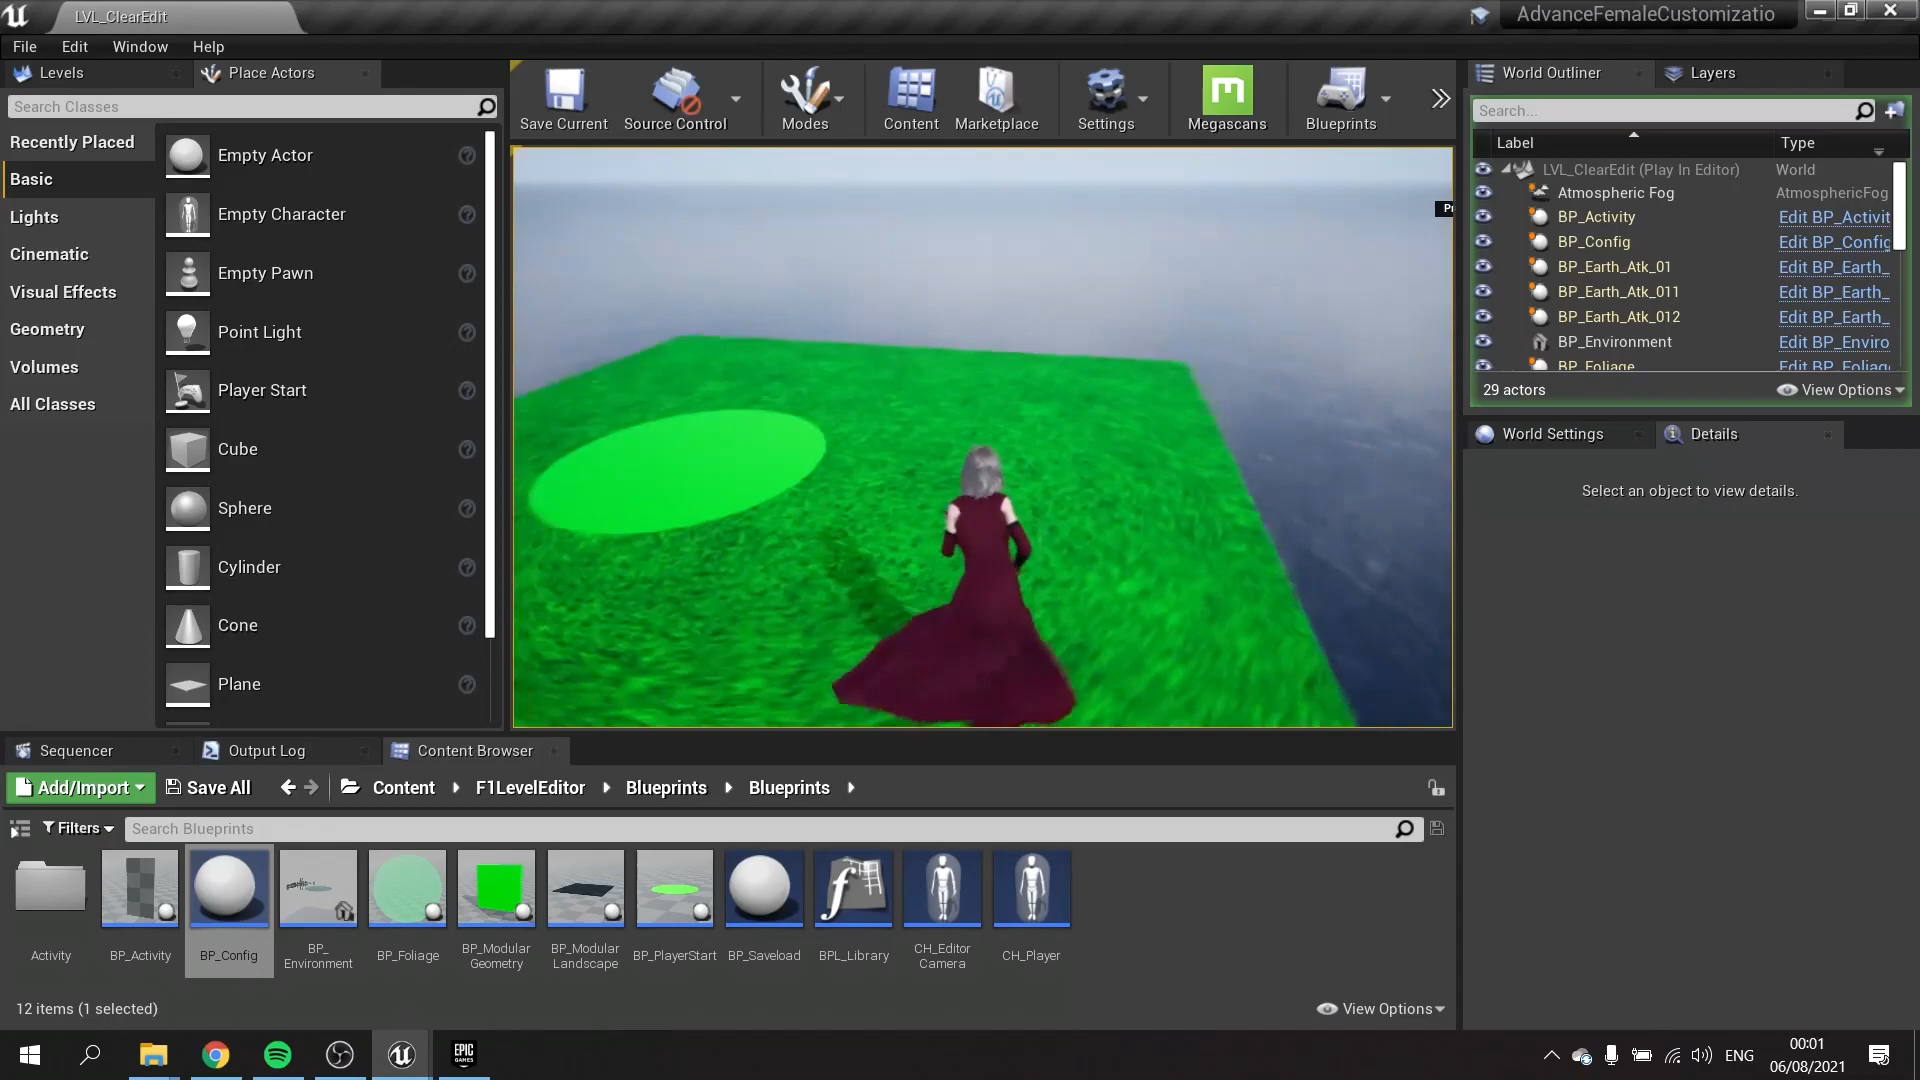 LVL_ClearEdit
AdvanceFemaleCustomizatio
File Edit Window Help
Levels
Place Actors
Search Classes
Recently Placed
Basic
Lights
Cinematic
Visual Effects
Geometry
Volumes
All Classes
Empty Actor
Empty Character
Empty Pawn
Point Light
Player Start
Cube
Sphere
Cylinder
Cone
Plane
Save Current
Source Control
Modes
Content
Marketplace
Settings
Megascans
Blueprints
World Outliner
Layers
Search...
Label Type
LVL_ClearEdit (Play In Editor) World
Atmospheric Fog AtmosphericFog
BP_Activity Edit BP_Activit
BP_Config Edit BP_Config
BP_Earth_Atk_01 Edit BP_Earth_
BP_Earth_Atk_011 Edit BP_Earth_
BP_Earth_Atk_012 Edit BP_Earth_
BP_Environment Edit BP_Enviro
BP_Foliage Edit BP_Foliag
29 actors
View Options
World Settings
Details
Select an object to view details.
Sequencer
Output Log
Content Browser
Add/Import
Save All
Content
F1LevelEditor
Blueprints
Blueprints
Filters
Search Blueprints
Activity
BP_Activity
BP_Config
BP_
Environment
BP_Foliage
BP_Modular
Geometry
BP_Modular
Landscape
BP_PlayerStart
BP_Saveload
BPL_Library
CH_Editor
Camera
CH_Player
12 items (1 selected)
View Options
EPIC
GAMES
ENG
00:01
06/08/2021